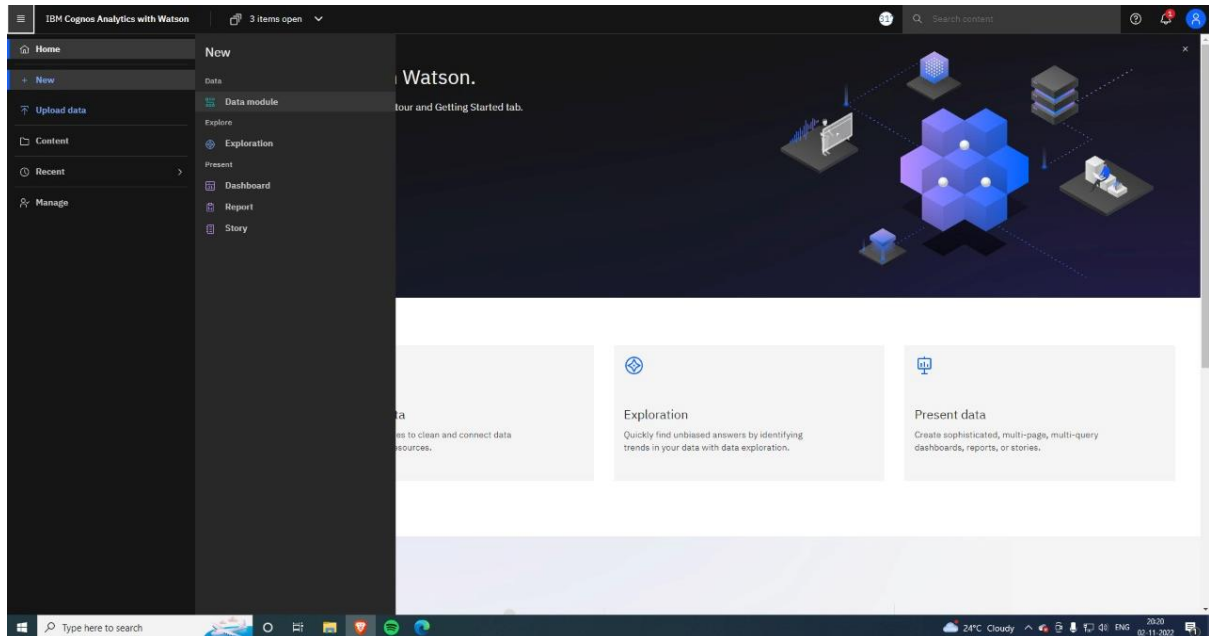 IBM Cognos Analytics with Watson
3 items open
Search content
Home
New
Upload data
Content
Recent
Manage
New
Data
Data module
Explore
Exploration
Present
Dashboard
Report
Story
Watson.
tour and Getting Started tab.
ta
es to clean and connect data
sources.
Exploration
Quickly find unbiased answers by identifying
trends in your data with data exploration.
Present data
Create sophisticated, multi-page, multi-query
dashboards, reports, or stories.
Type here to search
24°C Cloudy
ENG
20:20
02-11-2022